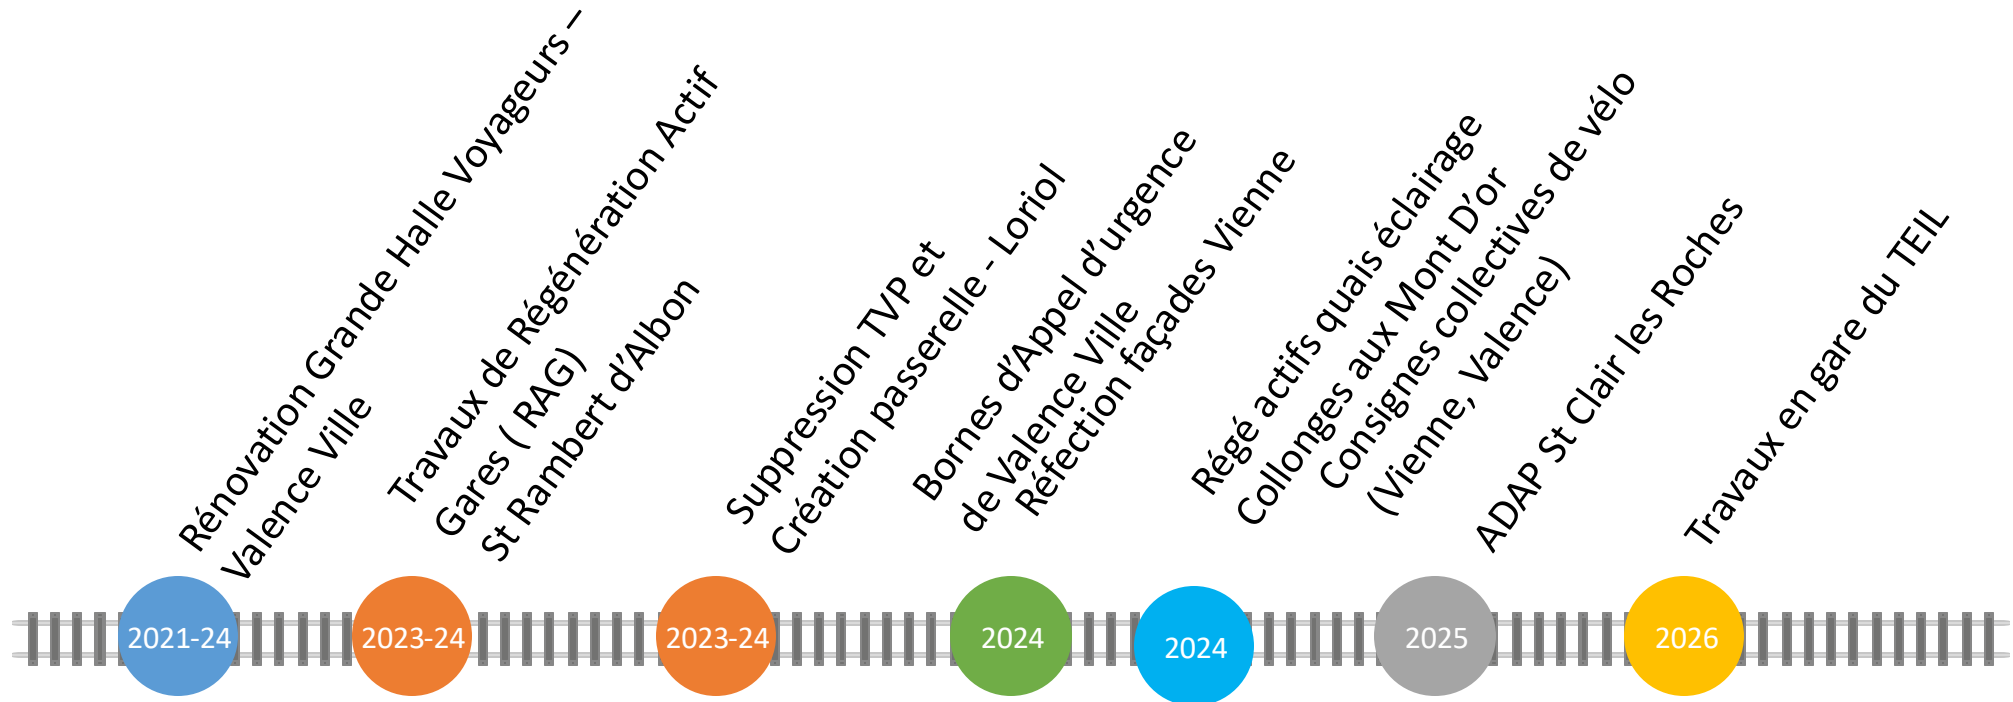 Rénovation Grande Halle Voyageurs –
Valence Ville
Travaux de Régénération Actif
Gares ( RAG)
St Rambert d’Albon
Suppression TVP et
Création passerelle - Loriol
Bornes d’Appel d’urgence
de Valence Ville
Réfection façades Vienne
Régé actifs quais éclairage
Collonges aux Mont D’or
Consignes collectives de vélo
(Vienne, Valence)
ADAP St Clair les Roches
Travaux en gare du TEIL
2021-24
2023-24
2023-24
2024
2024
2025
2026